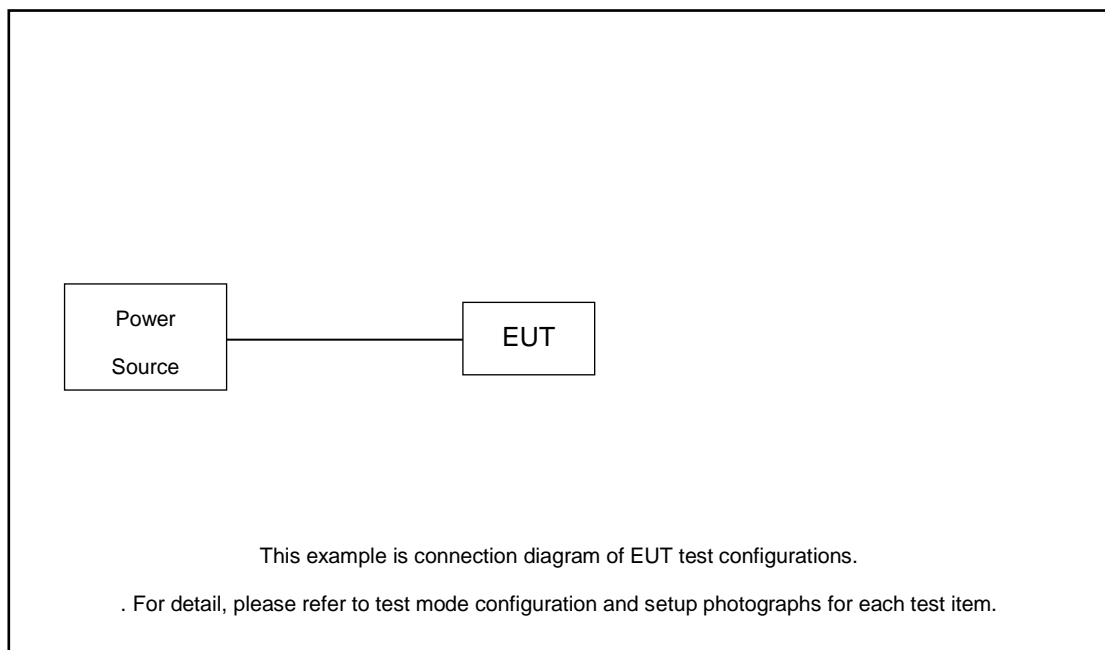 Power
Source
EUT
This example is connection diagram of EUT test configurations.
. For detail, please refer to test mode configuration and setup photographs for each test item.